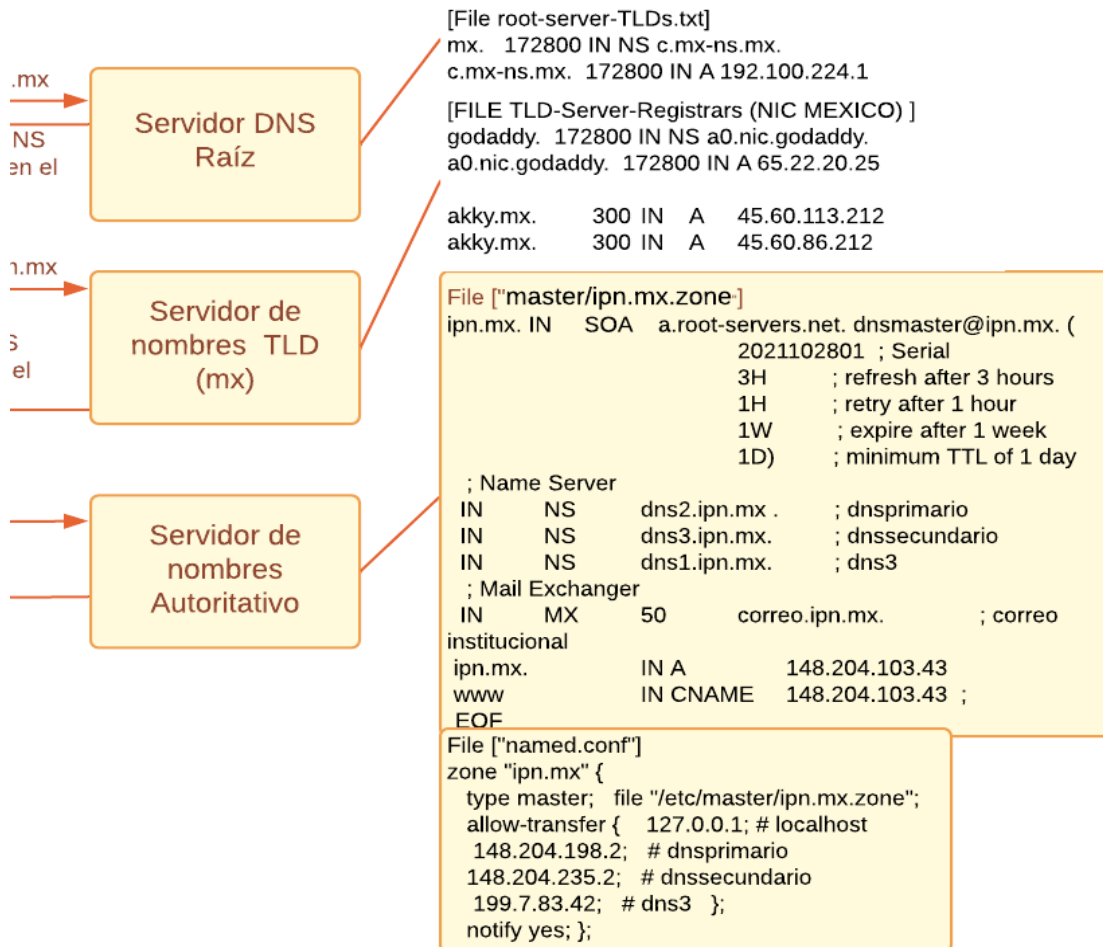 [File root-server-TLDs.txt]
mx.   172800 IN NS c.mx-ns.mx.
c.mx-ns.mx.  172800 IN A 192.100.224.1
.mx
NS
en el
Servidor DNS
Raíz
[FILE TLD-Server-Registrars (NIC MEXICO) ]
godaddy.  172800 IN NS a0.nic.godaddy.
a0.nic.godaddy.  172800 IN A 65.22.20.25
akky.mx.      300  IN    A    45.60.113.212
akky.mx.      300  IN    A    45.60.86.212
n.mx
el
Servidor de
nombres  TLD
(mx)
Servidor de
nombres
Autoritativo
File ["master/ipn.mx.zone"]
ipn.mx. IN    SOA    a.root-servers.net. dnsmaster@ipn.mx. (
2021102801  ; Serial
3H        ; refresh after 3 hours
1H        ; retry after 1 hour
1W        ; expire after 1 week
1D)       ; minimum TTL of 1 day
; Name Server
IN        NS        dns2.ipn.mx .       ; dnsprimario
IN        NS        dns3.ipn.mx.        ; dnssecundario
IN        NS        dns1.ipn.mx.        ; dns3
; Mail Exchanger
IN        MX        50        correo.ipn.mx.            ; correo
institucional
ipn.mx.              IN A              148.204.103.43
www                  IN CNAME    148.204.103.43  ;
EOF
File ["named.conf"]
zone "ipn.mx" {
type master;   file "/etc/master/ipn.mx.zone";
allow-transfer {    127.0.0.1; # localhost
148.204.198.2;   # dnsprimario
148.204.235.2;   # dnssecundario
199.7.83.42;   # dns3   };
notify yes; };